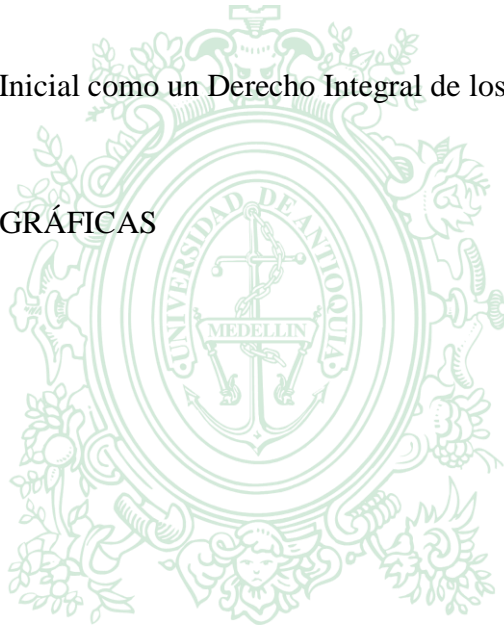 Inicial como un Derecho Integral de los
GRÁFICAS
UNIVERSIDAD DE ANTIOQUIA
MEDELLIN